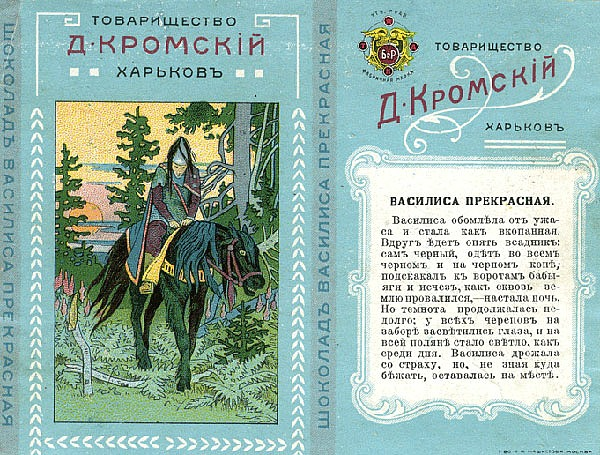 ШОКОЛАДЪ ВАСИЛИСА ПРЕКРАСНАЯ
ТОВАРИЩЕСТВО
Д·КРОМСКІЙ
ХАРЬКОВЪ
ШОКОЛАДЪ ВАСИЛИСА ПРЕКРАСНАЯ
БиР
ТОВАРИЩЕСТВО
Д·КРОМСКІЙ
ХАРЬКОВЪ
ВАСИЛИСА ПРЕКРАСНАЯ.
Василиса обомлѣла отъ ужа-
са и стала какъ вкопанная.
Вдругъ ѣдетъ опять всадникъ:
самъ черный, одѣтъ во всемъ
черномъ и на черномъ конѣ,
подскакалъ къ воротамъ бабы-
яги и исчезъ, какъ сквозь зе-
млю провалился,—настала ночь.
Но темнота продолжалась не-
долго: у всѣхъ череповъ на
заборѣ засвѣтились глаза, и на
всей полянѣ стало свѣтло, какъ
среди дня. Василиса дрожала
со страху, но, не зная куда
бѣжать, оставалась на мѣстѣ.